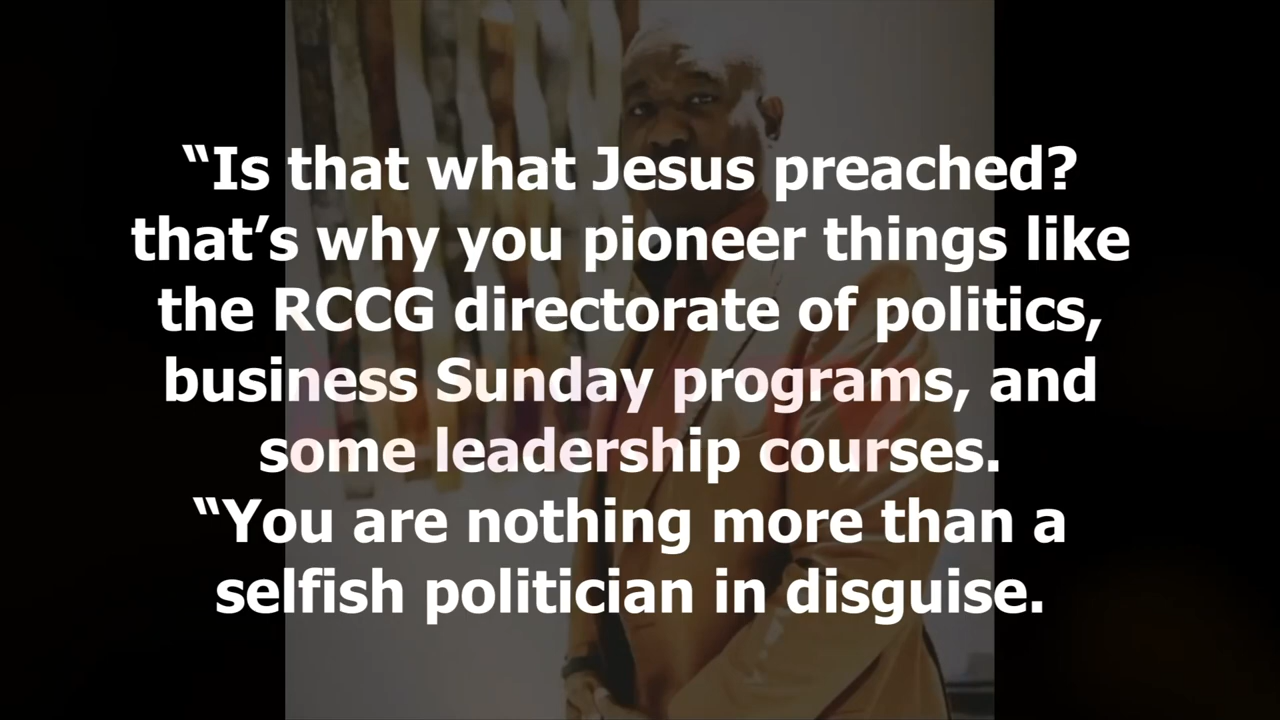 “Is that what Jesus preached?
that’s why you pioneer things like
the RCCG directorate of politics,
business Sunday programs, and
some leadership courses.
“You are nothing more than a
selfish politician in disguise.